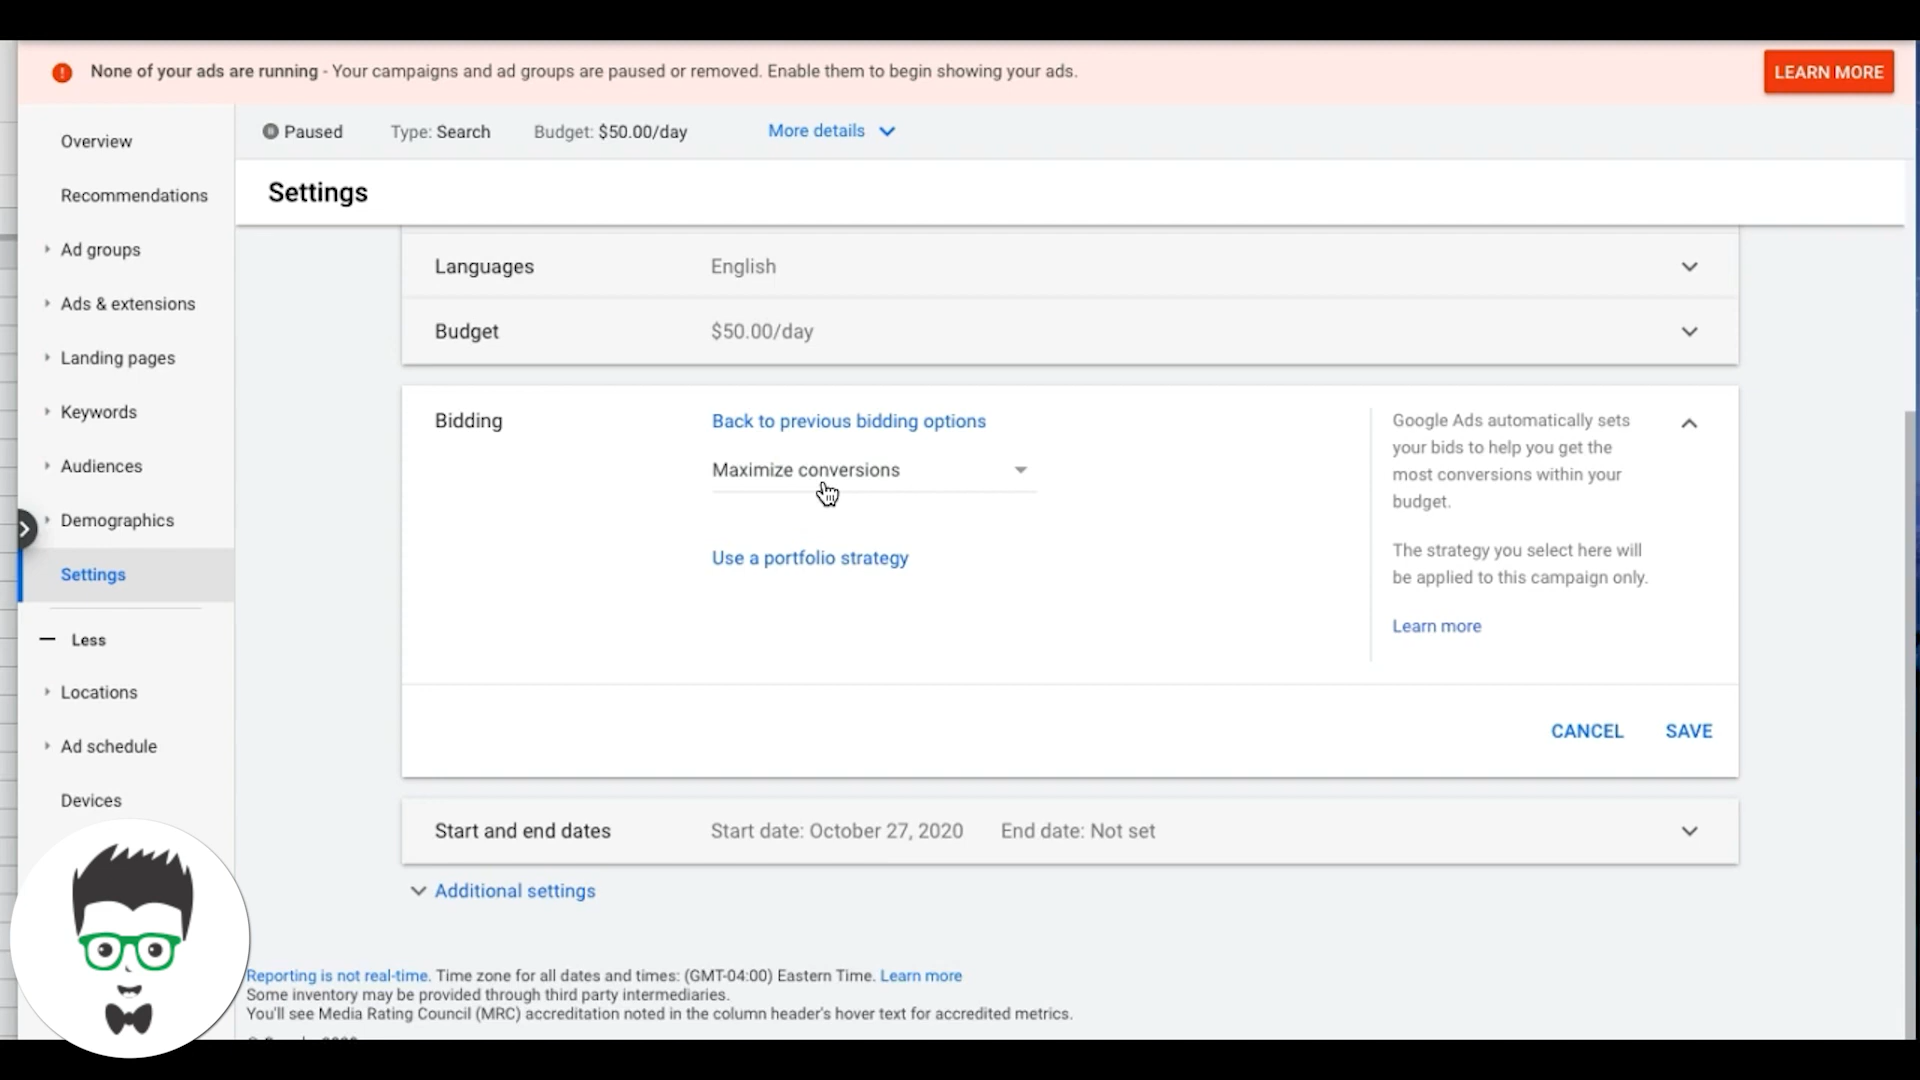 None of your ads are running - Your campaigns and ad groups are paused or removed. Enable them to begin showing your ads.
LEARN MORE
Paused
Type: Search
Budget: $50.00/day
More details
Settings
Overview
Recommendations
Ad groups
Ads & extensions
Landing pages
Keywords
Audiences
Demographics
Settings
Less
Locations
Ad schedule
Devices
Languages
English
Budget
$50.00/day
Bidding
Back to previous bidding options
Maximize conversions
Use a portfolio strategy
Google Ads automatically sets
your bids to help you get the
most conversions within your
budget.
The strategy you select here will
be applied to this campaign only.
Learn more
CANCEL
SAVE
Start and end dates
Start date: October 27, 2020
End date: Not set
Additional settings
Reporting is not real-time. Time zone for all dates and times: (GMT-04:00) Eastern Time. Learn more
Some inventory may be provided through third party intermediaries.
You'll see Media Rating Council (MRC) accreditation noted in the column header's hover text for accredited metrics.